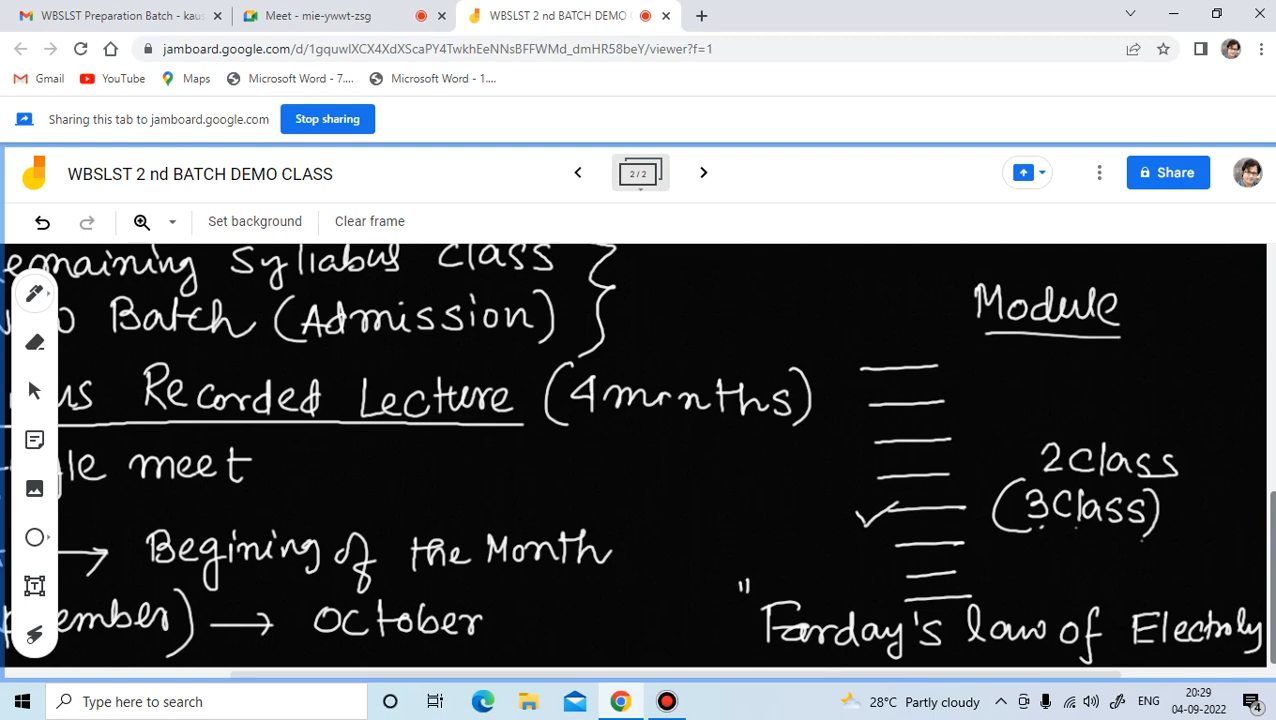 WBSLST Preparation Batch - kaus
Meet - mie-ywwt-zsg
WBSLST 2 nd BATCH DEMO
jamboard.google.com/d/1gquwlXCX4XdXScaPY4TwkhEeNNsBFFWMd_dmHR58beY/viewer?f=1
Gmail YouTube Maps Microsoft Word - 7.... Microsoft Word - 1....
Sharing this tab to jamboard.google.com Stop sharing
WBSLST 2 nd BATCH DEMO CLASS 2 / 2 Share
Set background Clear frame
emaining Syllabus Class
o Batch (Admission)
us Recorded Lecture (4 months)
gle meet
→ Begining of the Month
ember) → October
Module
2 Class
(3 Class)
"Farday's law of Electroly
Type here to search
28°C Partly cloudy ENG 20:29
04-09-2022
4